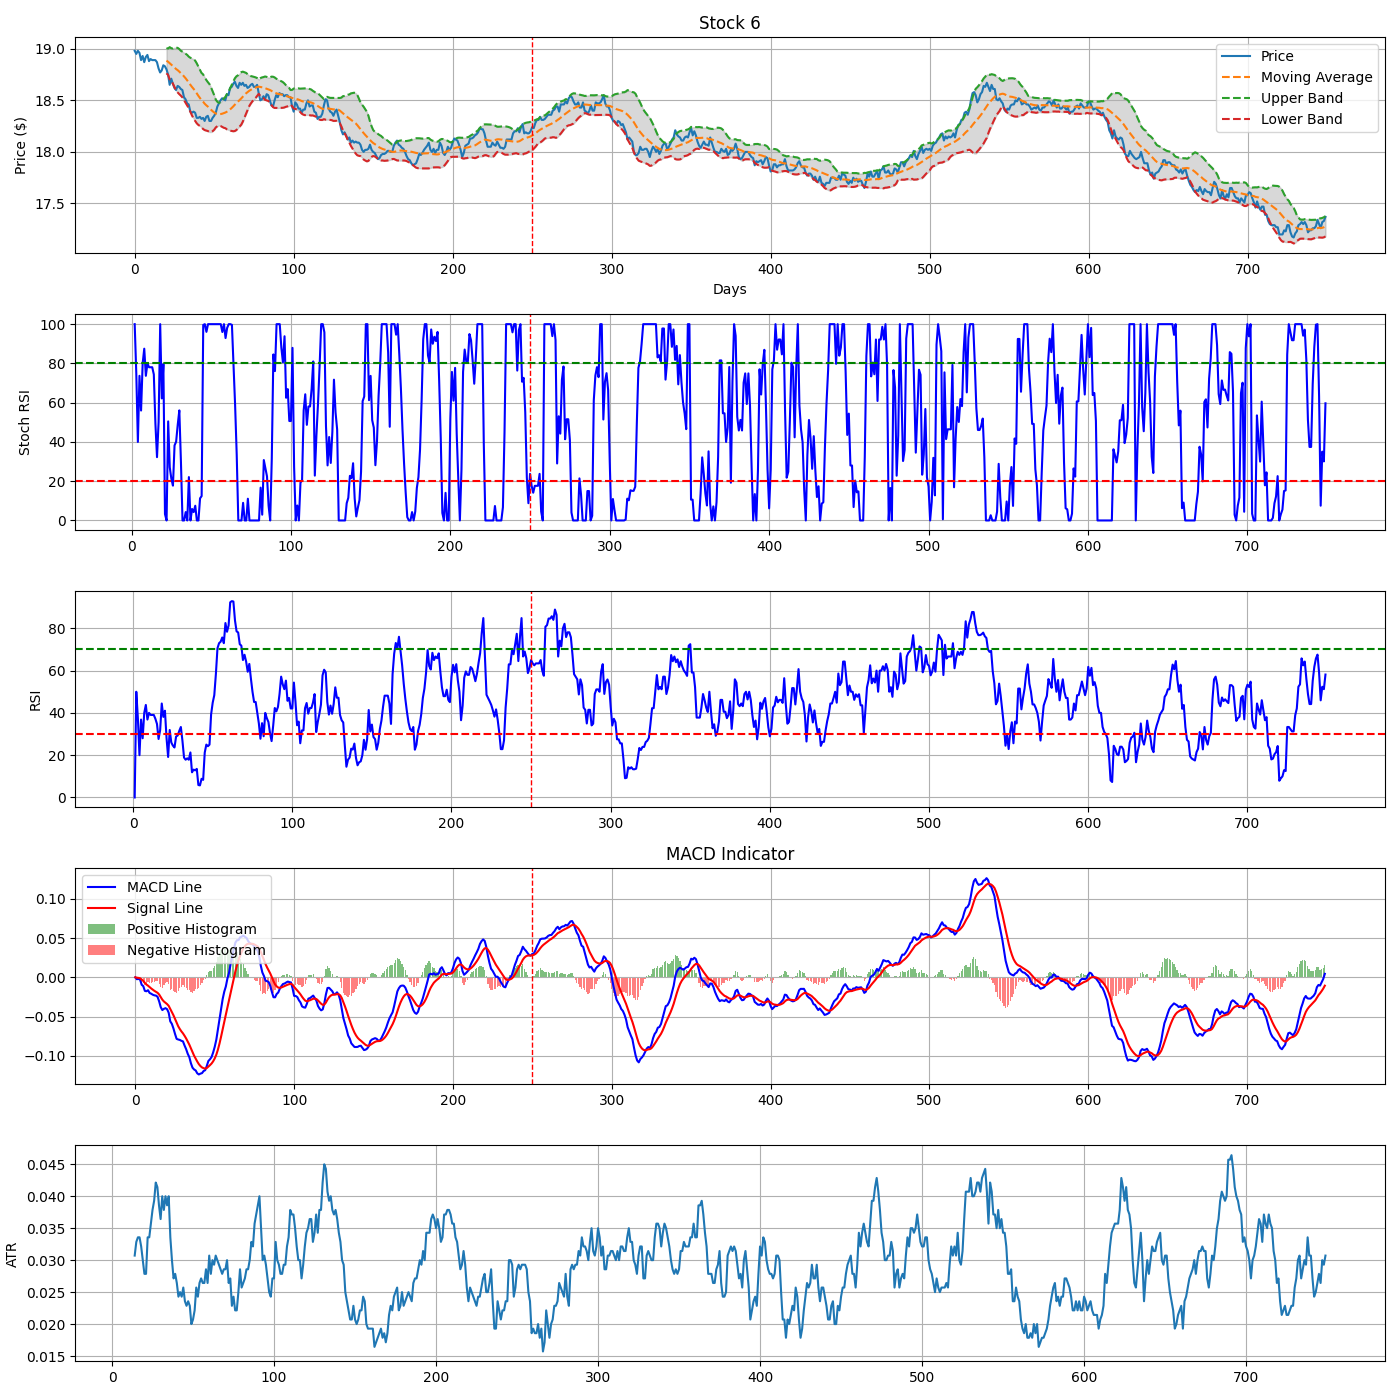 Stock 6
Price ($)
19.0
18.5
18.0
17.5
Price
Moving Average
Upper Band
Lower Band
0 100 200 300 400 500 600 700
Days
Stoch RSI
100
80
60
40
20
0
0 100 200 300 400 500 600 700
RSI
80
60
40
20
0
0 100 200 300 400 500 600 700
MACD Indicator
MACD Line
Signal Line
Positive Histogram
Negative Histogram
0.10
0.05
0.00
−0.05
−0.10
0 100 200 300 400 500 600 700
ATR
0.045
0.040
0.035
0.030
0.025
0.020
0.015
0 100 200 300 400 500 600 700